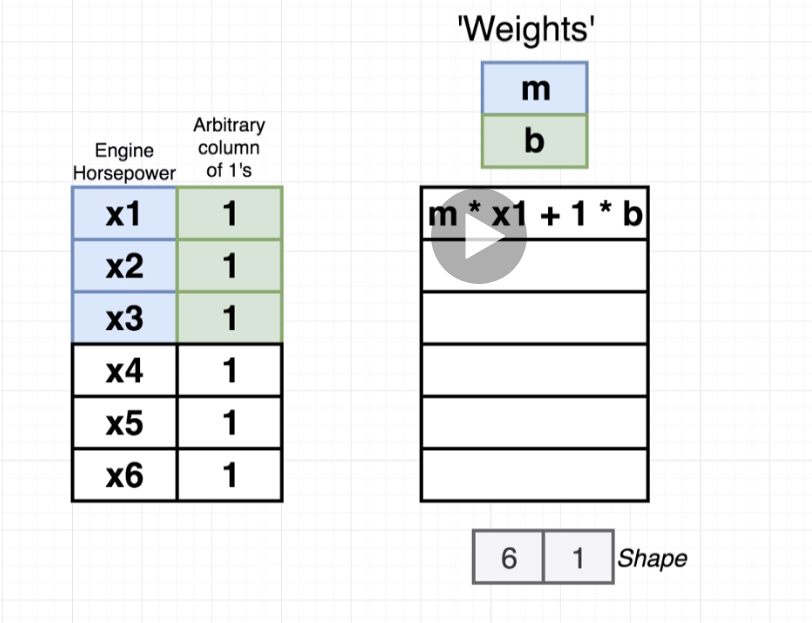 'Weights'
m
b
Engine
Horsepower
Arbitrary
column
of 1's
x1 1
x2 1
x3 1
x4 1
x5 1
x6 1
m * x1 + 1 * b
6 1 Shape